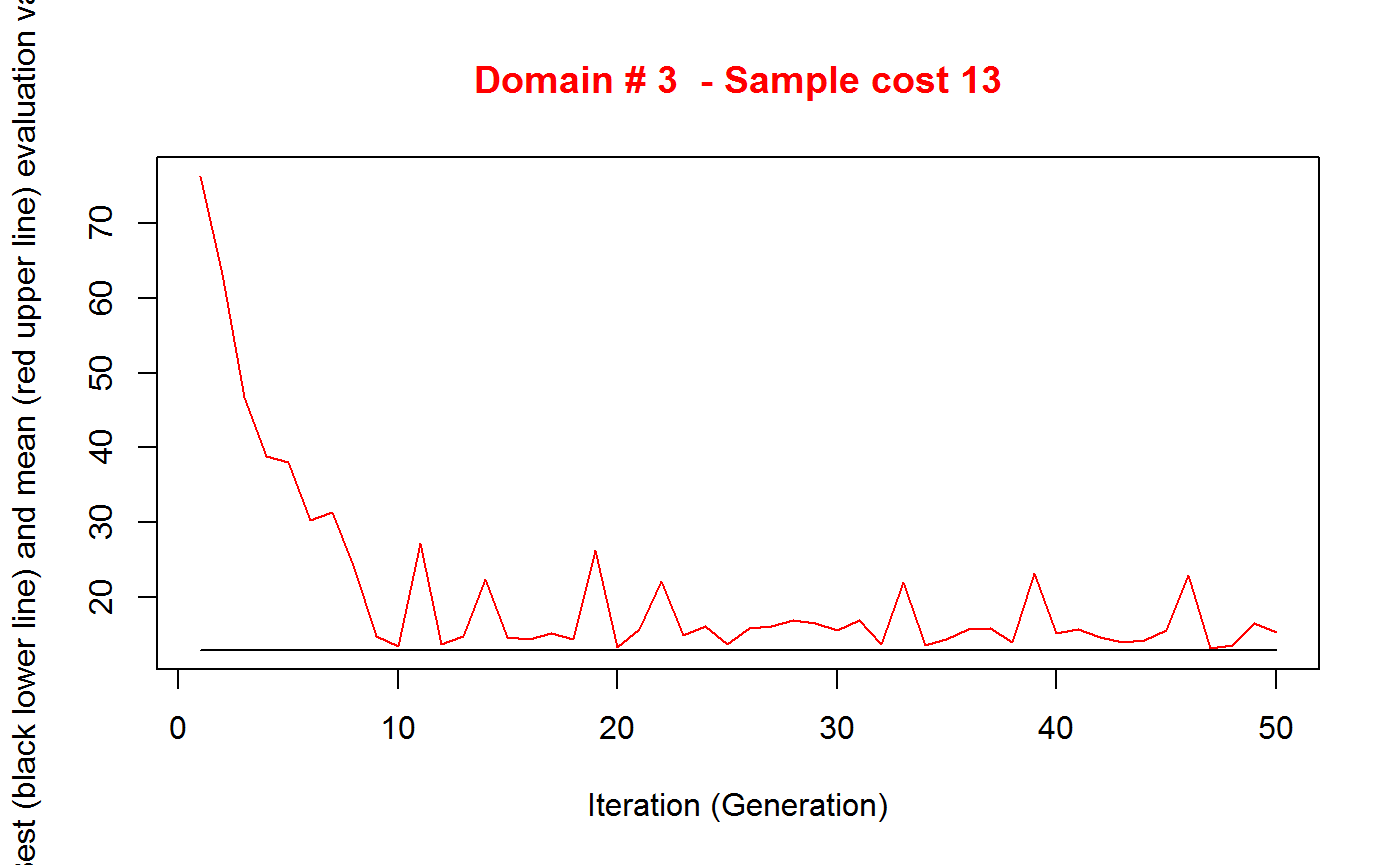 Domain # 3  - Sample cost 13
est (black lower line) and mean (red upper line) evaluation va
70
60
50
40
30
20
0 10 20 30 40 50
Iteration (Generation)